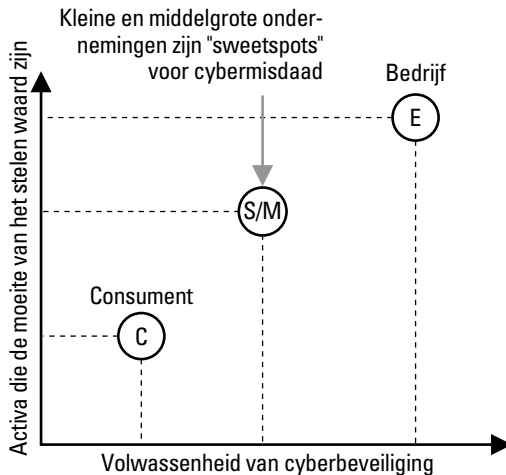 Kleine en middelgrote onder-
nemingen zijn "sweetspots"
voor cybermisdaad
Bedrijf
E
S/M
Consument
C
Activa die de moeite van het stelen waard zijn
Volwassenheid van cyberbeveiliging